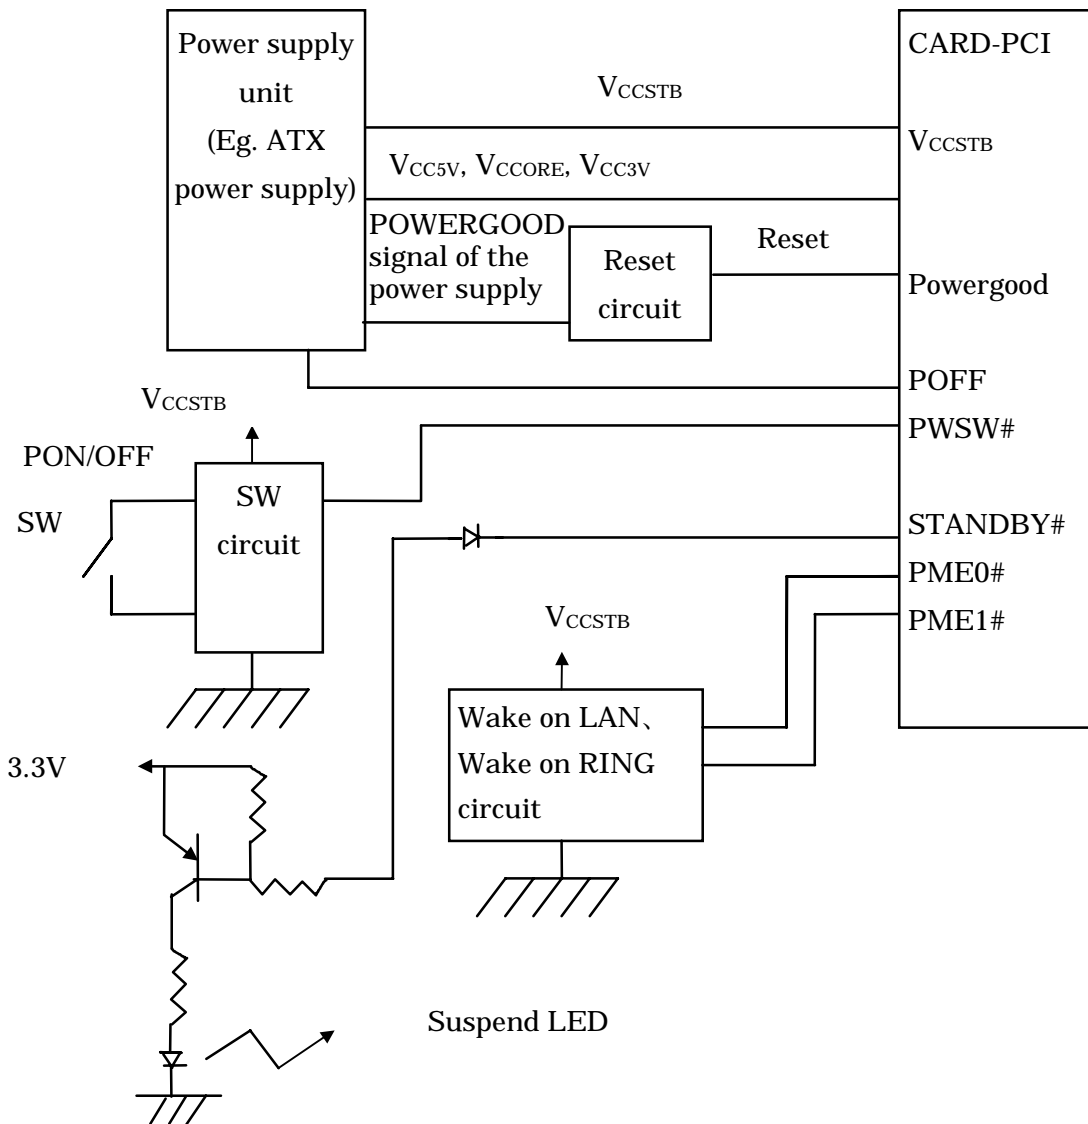 Power supply
unit
(Eg. ATX
power supply)
CARD-PCI
VCCSTB
VCCSTB
VCC5V, VCCORE, VCC3V
POWERGOOD
signal of the
power supply
Reset
circuit
Reset
Powergood
POFF
VCCSTB
PWSW#
PON/OFF
SW
SW
circuit
STANDBY#
PME0#
PME1#
VCCSTB
Wake on LAN、
Wake on RING
circuit
3.3V
Suspend LED